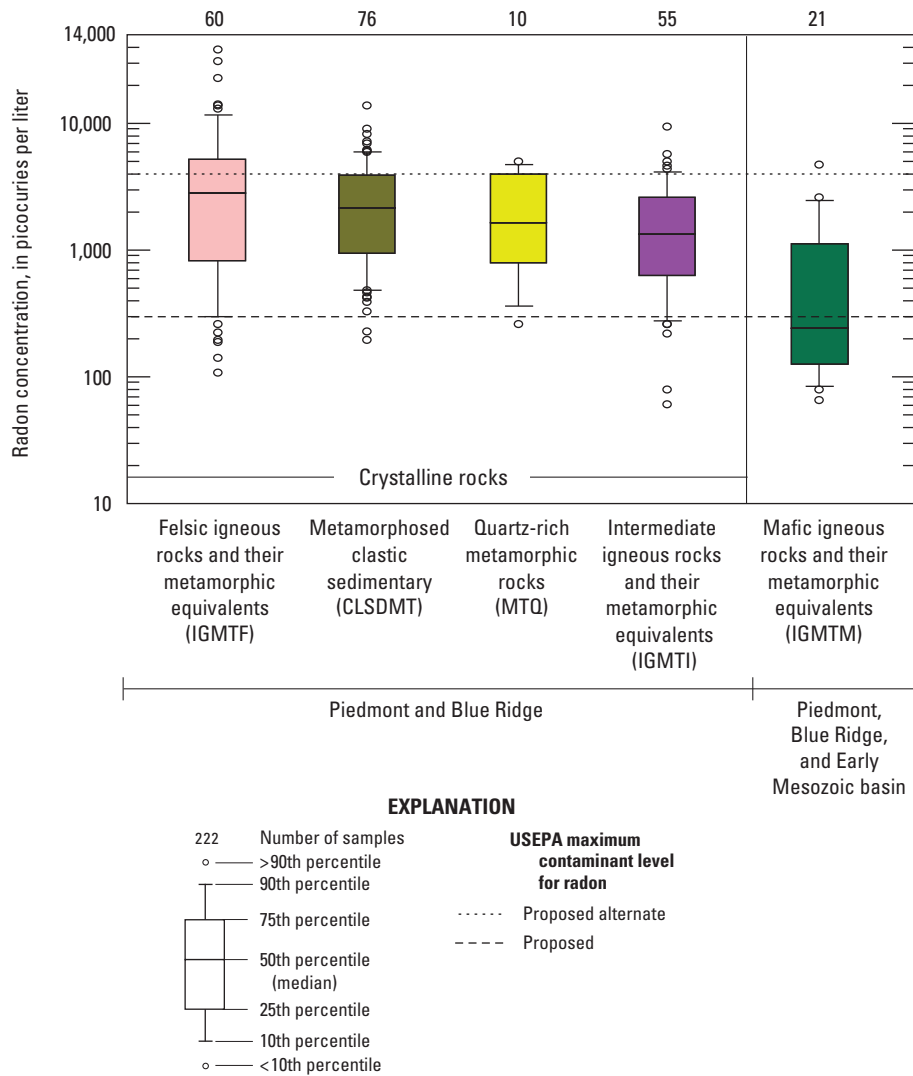 60 76 10 55 21
14,000
10,000
1,000
100
10
Radon concentration, in picocuries per liter
Crystalline rocks
Felsic igneous
rocks and their
metamorphic
equivalents
(IGMTF)
Metamorphosed
clastic
sedimentary
(CLSDMT)
Quartz-rich
metamorphic
rocks
(MTQ)
Intermediate
igneous rocks
and their
metamorphic
equivalents
(IGMTI)
Mafic igneous
rocks and their
metamorphic
equivalents
(IGMTM)
Piedmont and Blue Ridge
Piedmont,
Blue Ridge,
and Early
Mesozoic basin
EXPLANATION
222 Number of samples
>90th percentile
90th percentile
75th percentile
50th percentile
(median)
25th percentile
10th percentile
<10th percentile
USEPA maximum
contaminant level
for radon
Proposed alternate
Proposed